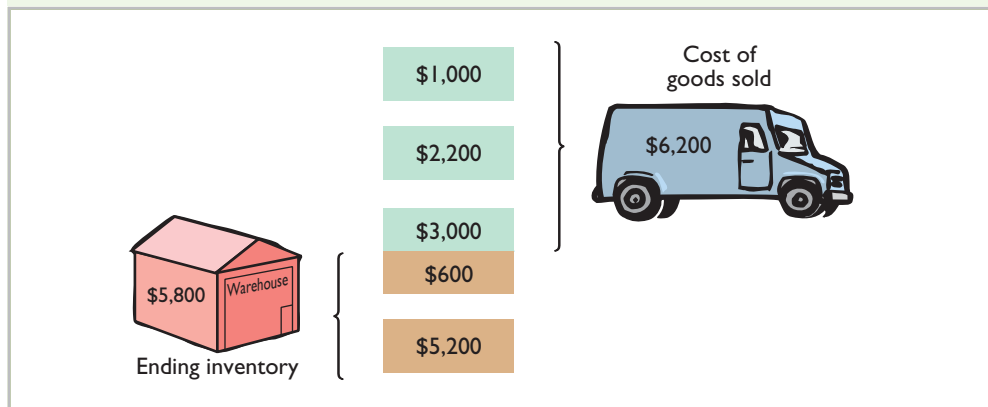 $1,000
$2,200
$3,000
$600
$5,200
Cost of
goods sold
$6,200
$5,800
Warehouse
Ending inventory